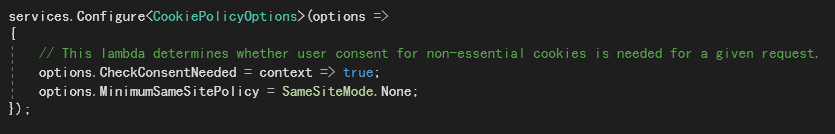 services.Configure<CookiePolicyOptions>(options =>
{
    // This lambda determines whether user consent for non-essential cookies is needed for a given request.
    options.CheckConsentNeeded = context => true;
    options.MinimumSameSitePolicy = SameSiteMode.None;
});